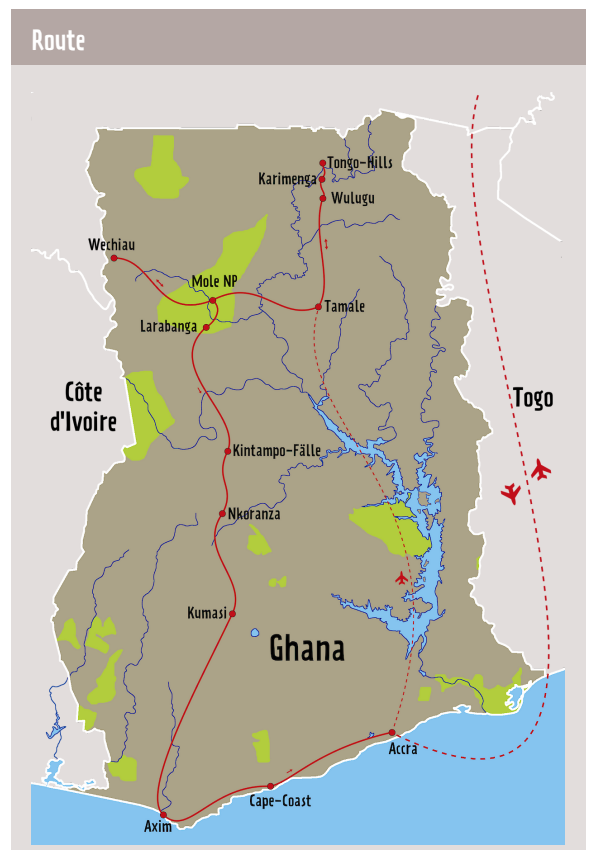 Route
Tongo-Hills
Karimenga
Wulugu
Wechiau
Mole NP
Tamale
Larabanga
Côte
d'Ivoire
Togo
Kintampo-Fälle
Nkoranza
Kumasi
Ghana
Accra
Cape-Coast
Axim